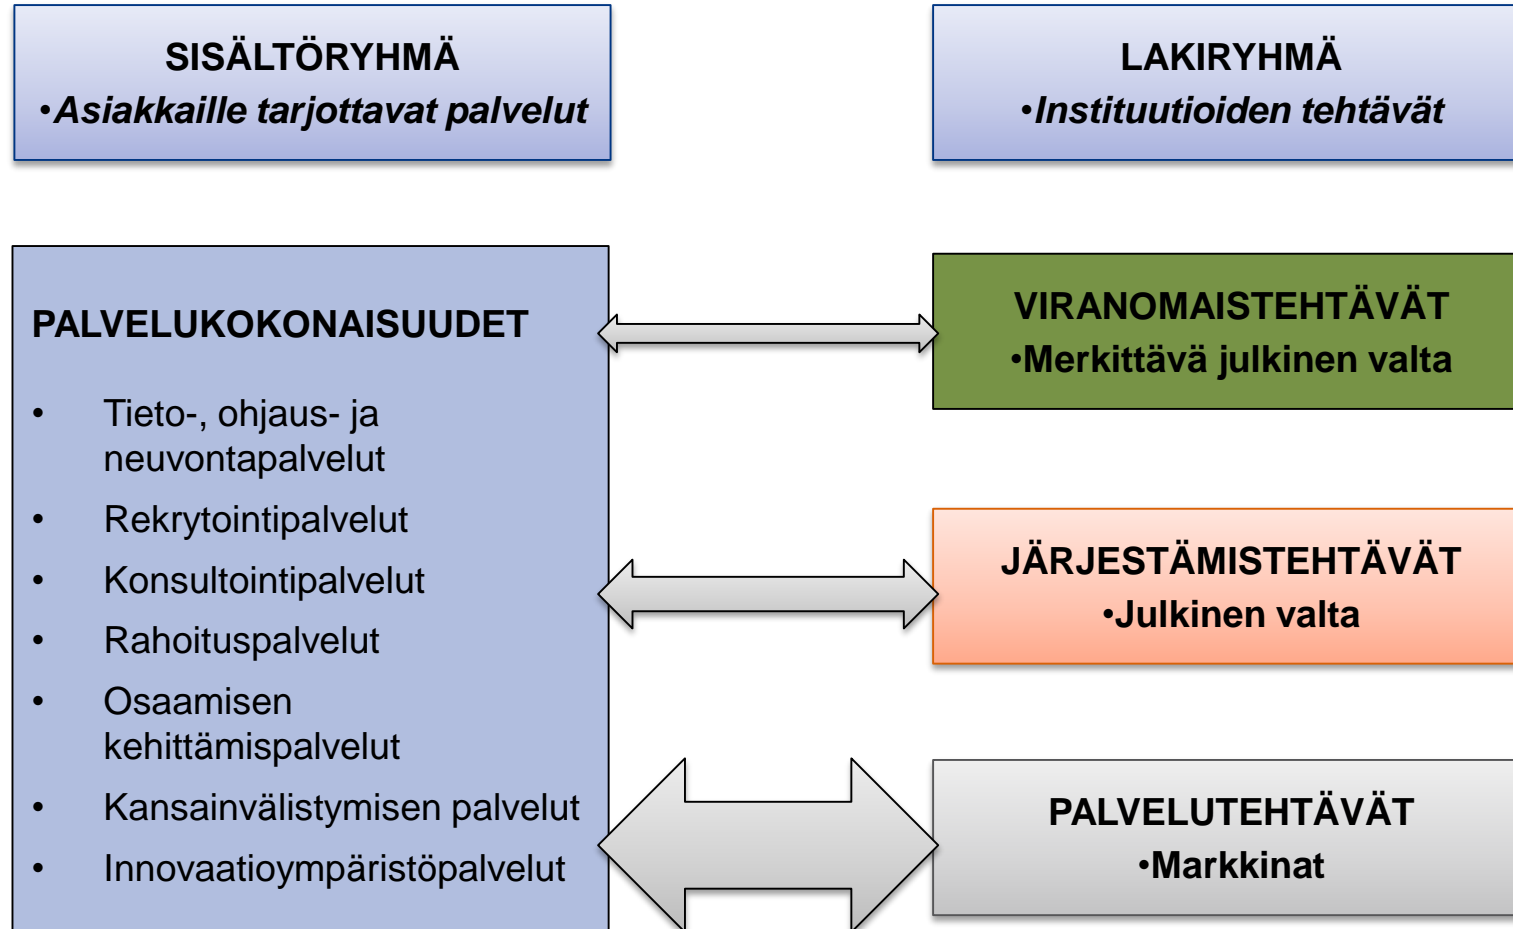 SISÄLTÖRYHMÄ
•Asiakkaille tarjottavat palvelut
LAKIRYHMÄ
•Instituutioiden tehtävät
PALVELUKOKONAISUUDET
• Tieto-, ohjaus- ja
neuvontapalvelut
• Rekrytointipalvelut
• Konsultointipalvelut
• Rahoituspalvelut
• Osaamisen
kehittämispalvelut
• Kansainvälistymisen palvelut
• Innovaatioympäristöpalvelut
VIRANOMAISTEHTÄVÄT
•Merkittävä julkinen valta
JÄRJESTÄMISTEHTÄVÄT
•Julkinen valta
PALVELUTEHTÄVÄT
•Markkinat